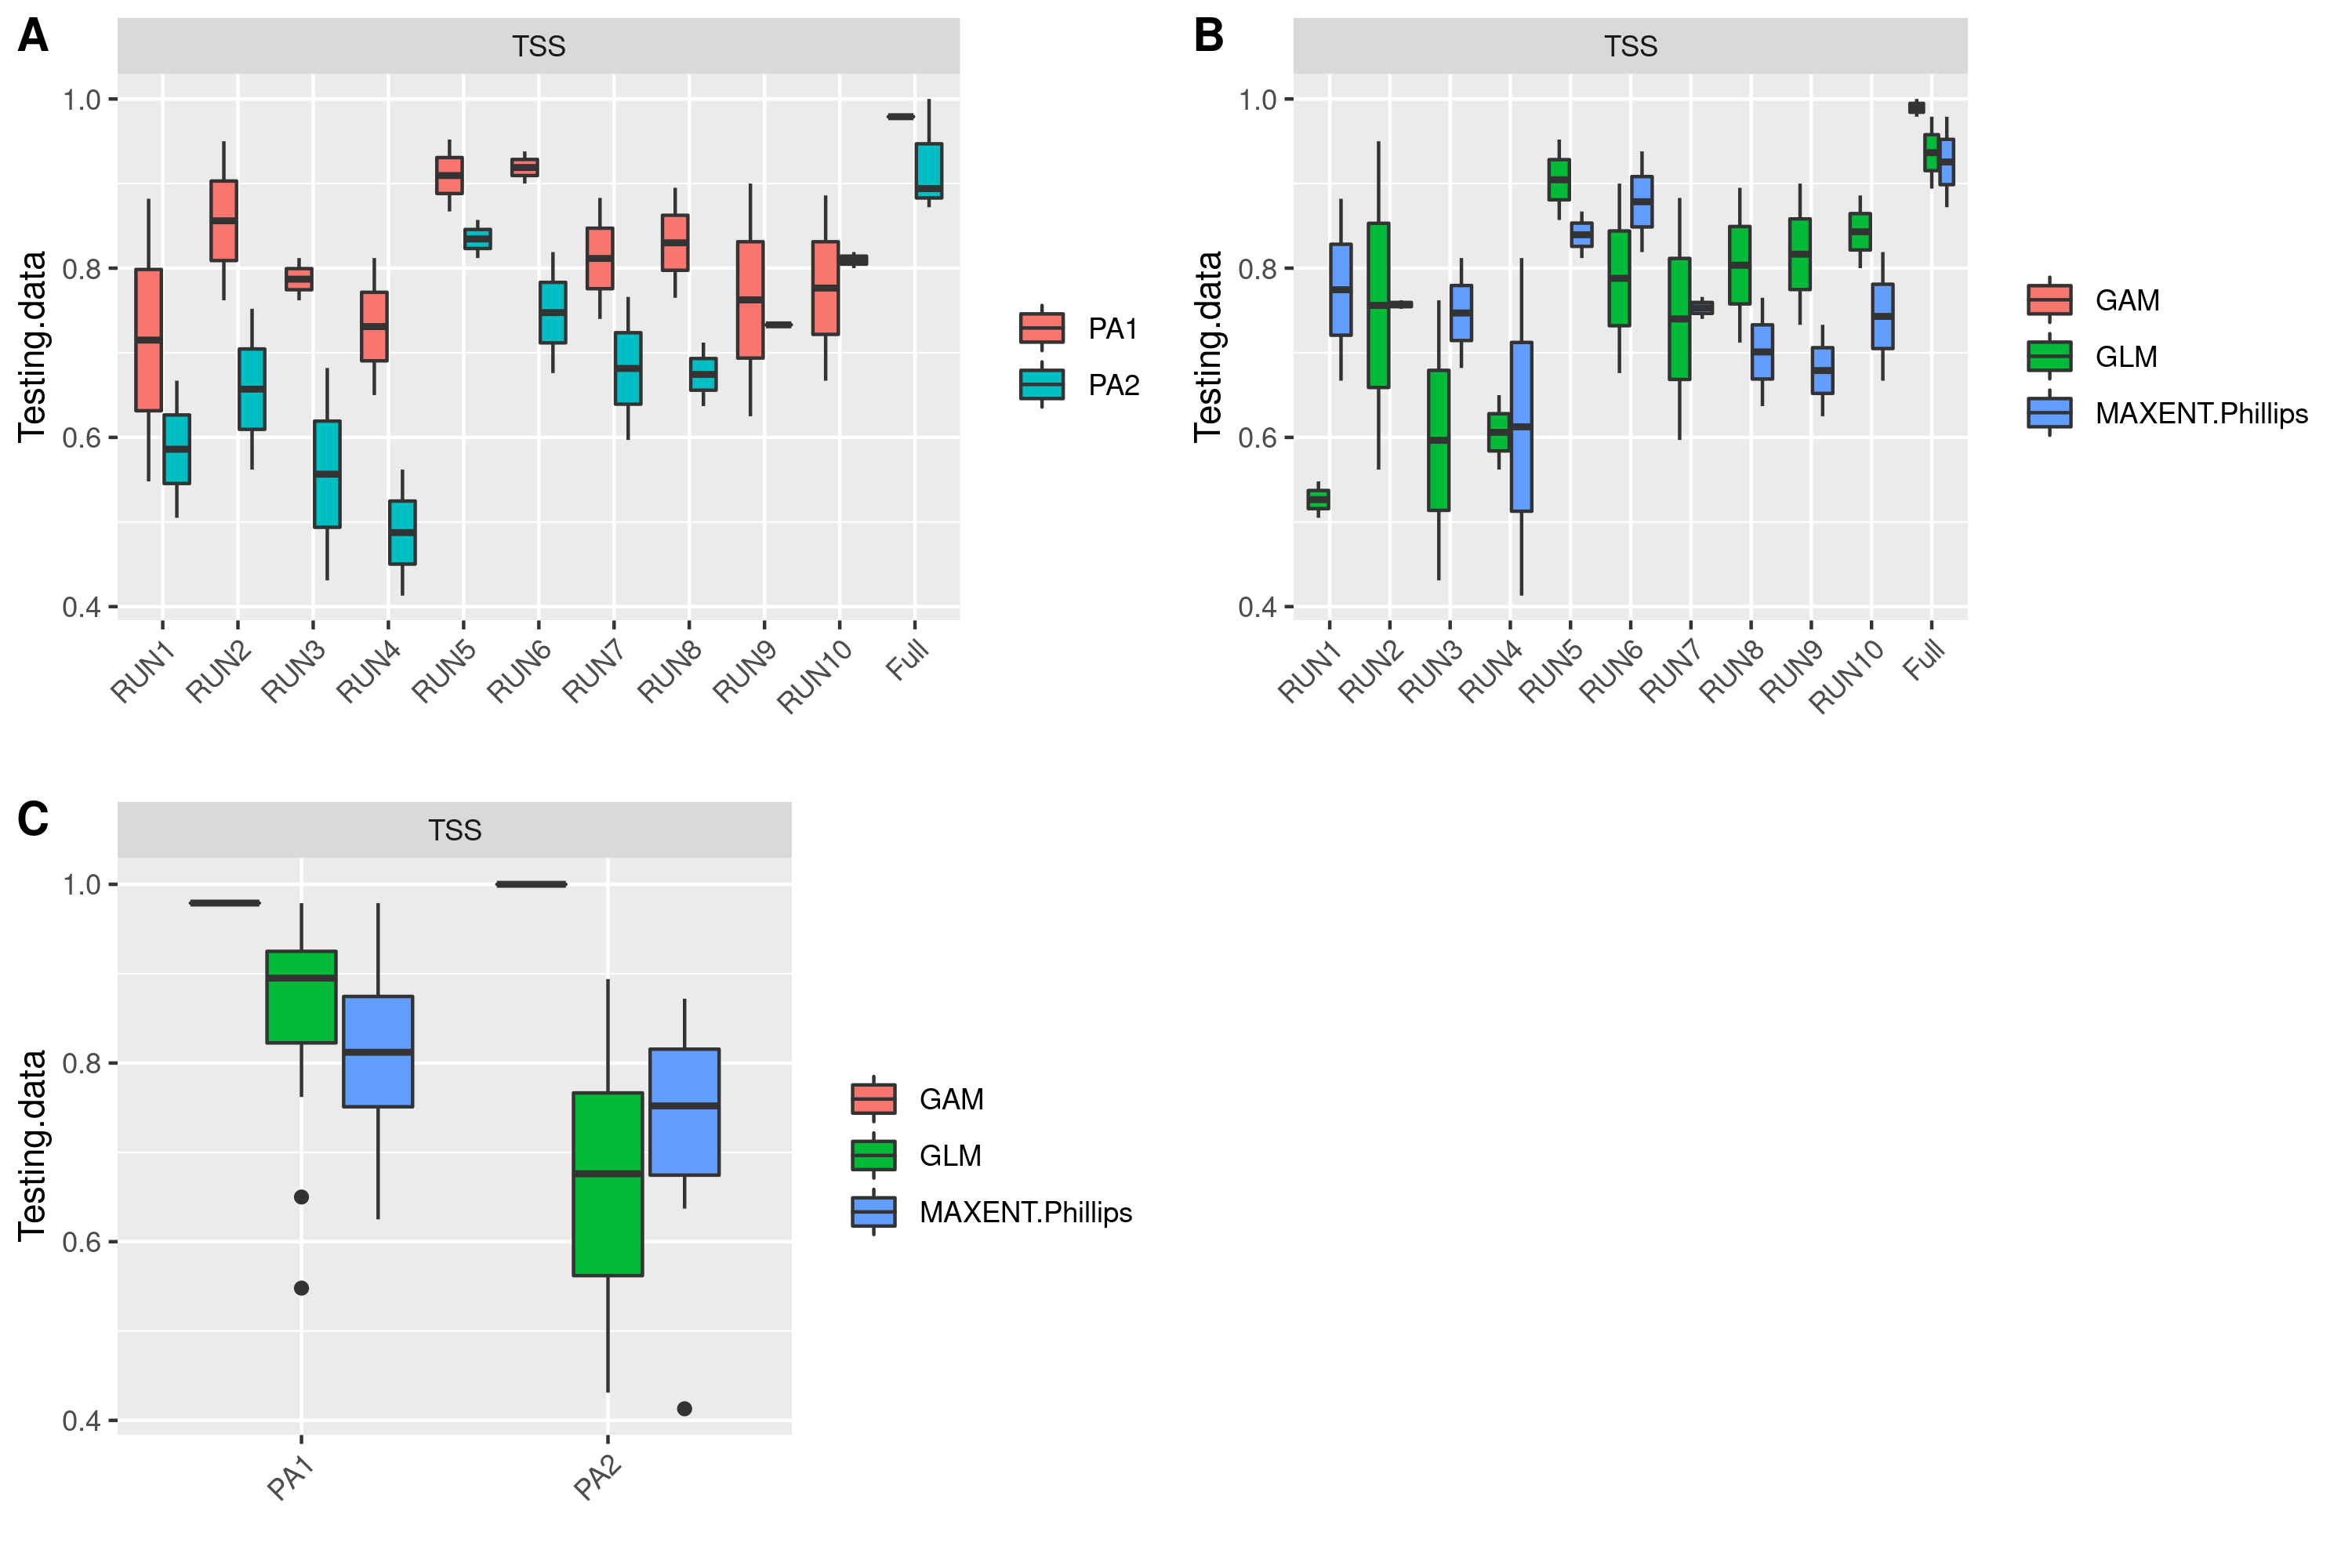 A
TSS
Testing.data
1.0
0.8
0.6
0.4
RUN1
RUN2
RUN3
RUN4
RUN5
RUN6
RUN7
RUN8
RUN9
RUN10
Full
PA1
PA2
B
TSS
Testing.data
1.0
0.8
0.6
0.4
RUN1
RUN2
RUN3
RUN4
RUN5
RUN6
RUN7
RUN8
RUN9
RUN10
Full
GAM
GLM
MAXENT.Phillips
C
TSS
Testing.data
1.0
0.8
0.6
0.4
PA1
PA2
GAM
GLM
MAXENT.Phillips